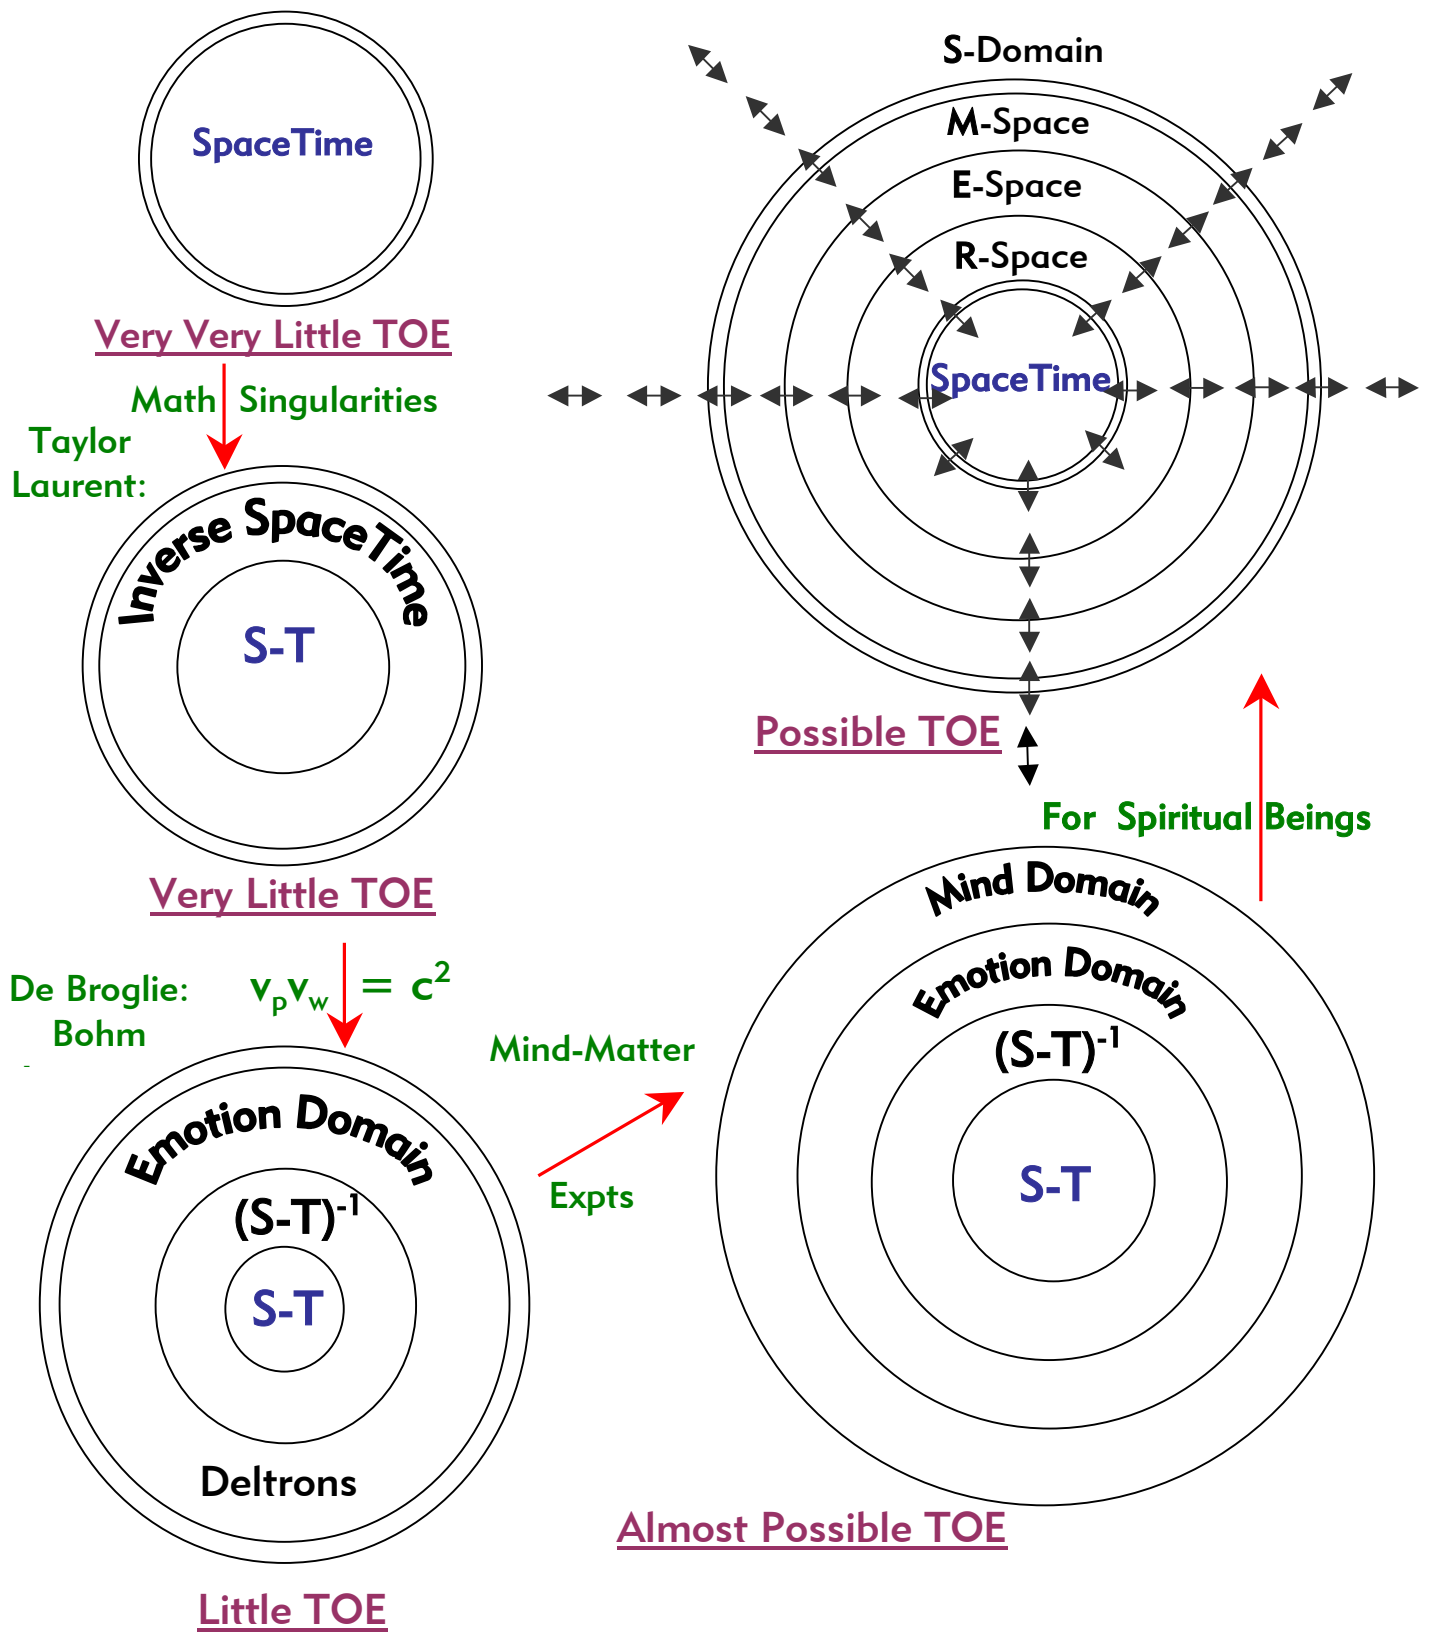 SpaceTime
Very Very Little TOE
Math Singularities
Taylor
Laurent:
Inverse SpaceTime
S-T
Very Little TOE
De Broglie: vₚv_w = c²
Bohm
Emotion Domain
(S-T)⁻¹
S-T
Deltrons
Little TOE
Mind-Matter
Expts
Mind Domain
Emotion Domain
(S-T)⁻¹
S-T
Almost Possible TOE
For Spiritual Beings
S-Domain
M-Space
E-Space
R-Space
SpaceTime
Possible TOE